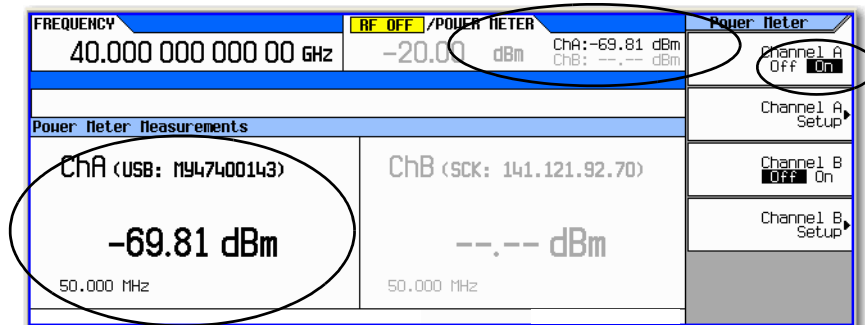 FREQUENCY
40.000 000 000 00 GHz
RF OFF /POWER METER
-20.00 dBm
ChA:-69.81 dBm
ChB: --.-- dBm
Power Meter
Channel A
Off On
Channel A
Setup
Channel B
Off On
Channel B
Setup
Power Meter Measurements
ChA (USB: MY47400143)
-69.81 dBm
50.000 MHz
ChB (SCK: 141.121.92.70)
--.-- dBm
50.000 MHz